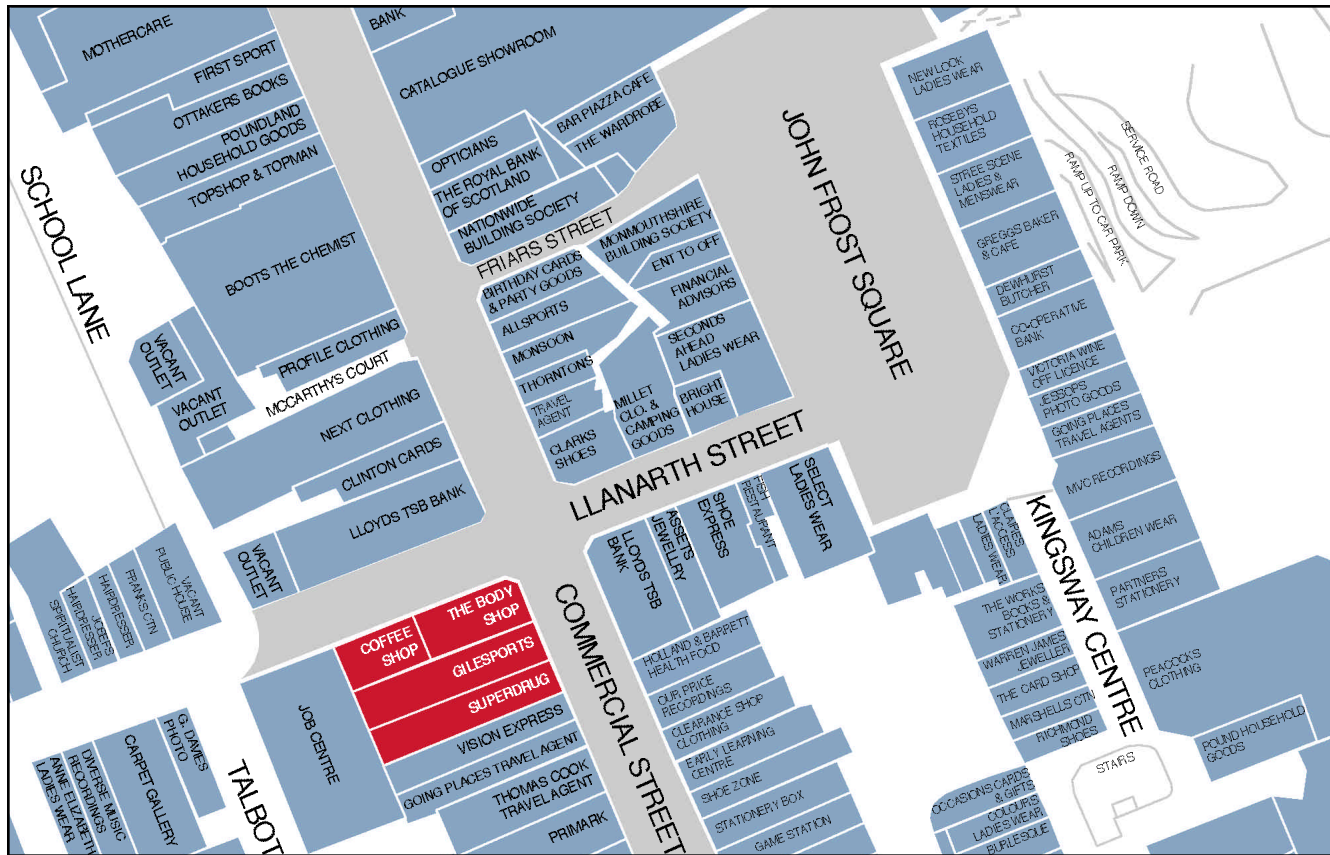 MOTHERCARE
FIRST SPORT
OTTAKERS BOOKS
POUNDLAND
HOUSEHOLD GOODS
TOPSHOP & TOPMAN
BOOTS THE CHEMIST
PROFILE CLOTHING
MCCARTHYS COURT
VACANT
OUTLET
VACANT
OUTLET
NEXT CLOTHING
CLINTON CARDS
LLOYDS TSB BANK
VACANT
OUTLET
SCHOOL LANE
BANK
CATALOGUE SHOWROOM
OPTICIANS
THE ROYAL BANK
OF SCOTLAND
NATIONWIDE
BUILDING SOCIETY
BAR PIAZZA CAFE
THE WARDROBE
FRIARS STREET
BIRTHDAY CARDS
& PARTY GOODS
ALLSPORTS
MONSOON
THORNTONS
TRAVEL
AGENT
CLARKS
SHOES
MONMOUTHSHIRE
BUILDING SOCIETY
ENT TO OFF
FINANCIAL
ADVISORS
SECONDS
AHEAD
LADIES WEAR
MILLET
CLO. &
CAMPING
GOODS
BRIGHT
HOUSE
JOHN FROST SQUARE
LLANARTH STREET
NEW LOOK
LADIES WEAR
ROSEBYS
HOUSEHOLD
TEXTILES
STREE SCENE
LADIES &
MENSWEAR
GREGGS BAKER
& CAFE
DEWHURST
BUTCHER
CO-OPERATIVE
BANK
VICTORIA WINE
OFF LICENCE
JESSOPS
PHOTO GOODS
GOING PLACES
TRAVEL AGENTS
MVC RECORDINGS
ADAMS
CHILDREN WEAR
PARTNERS
STATIONERY
PEACOCKS
CLOTHING
POUND HOUSEHOLD
GOODS
SERVICE ROAD
RAMP DOWN
RAMP UP TO CAR PARK
KINGSWAY CENTRE
LLOYDS TSB
BANK
ASSETS
JEWELLRY
SHOE
EXPRESS
FISH
RESTAURANT
SELECT
LADIES WEAR
CLAIRES
L'ACCESS
LADIES WEAR
THE WORKS
BOOKS &
STATIONERY
WARREN JAMES
JEWELLER
THE CARD SHOP
MARSHELLS CTN
RICHMOND
SHOES
STAIRS
OCCASIONS CARDS
& GIFTS
COLOURS
LADIES WEAR
BURLESQUE
HOLLAND & BARRETT
HEALTH FOOD
OUR PRICE
RECORDINGS
CLEARANCE SHOP
CLOTHING
EARLY LEARNING
CENTRE
SHOE ZONE
STATIONERY BOX
GAME STATION
COMMERCIAL STREET
THE BODY
SHOP
COFFEE
SHOP
GILESPORTS
SUPERDRUG
VISION EXPRESS
GOING PLACES TRAVEL AGENT
THOMAS COOK
TRAVEL AGENT
PRIMARK
JOB CENTRE
TALBOT
VACANT
PUBLIC HOUSE
FRANKS CTN
HAIRDRESSER
JOSEFS
HAIRDRESSER
SPIRITUALIST
CHURCH
G. DAVIES
PHOTO
CARPET GALLERY
DIVERSE MUSIC
RECORDINGS
ANNE ELIZABETH
LADIES WEAR